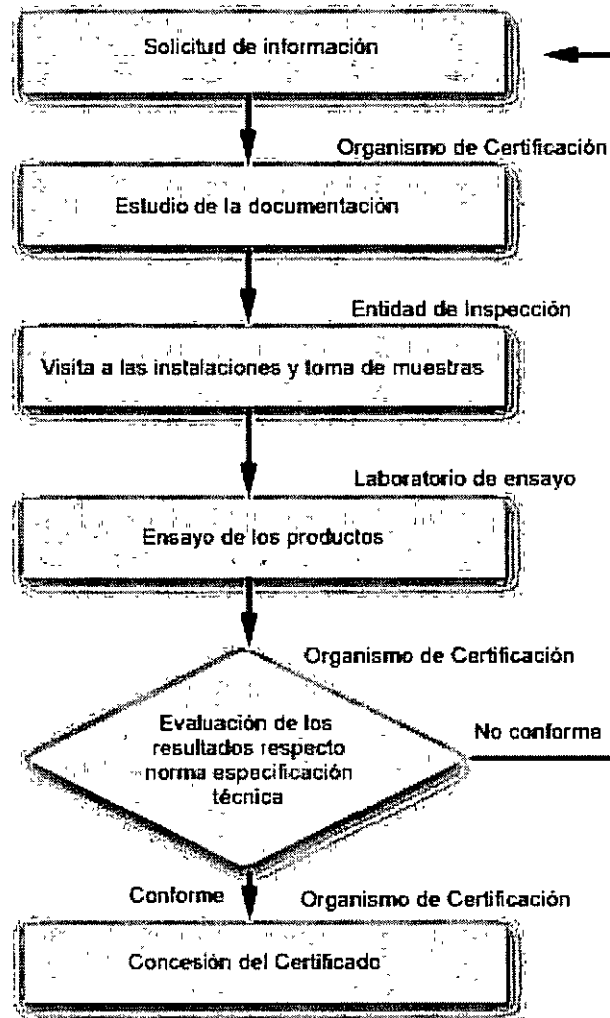 Solicitud de información
Organismo de Certificación
Estudio de la documentación
Entidad de Inspección
Visita a las instalaciones y toma de muestras
Laboratorio de ensayo
Ensayo de los productos
Organismo de Certificación
Evaluación de los
resultados respecto
norma especificación
técnica
No conforme
Conforme
Organismo de Certificación
Concesión del Certificado